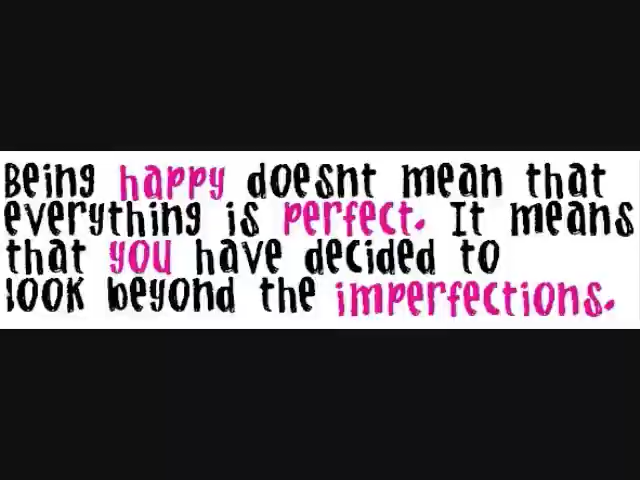 Being happy doesnt mean that
everything is perfect. It means
that you have decided to
look beyond the imperfections.